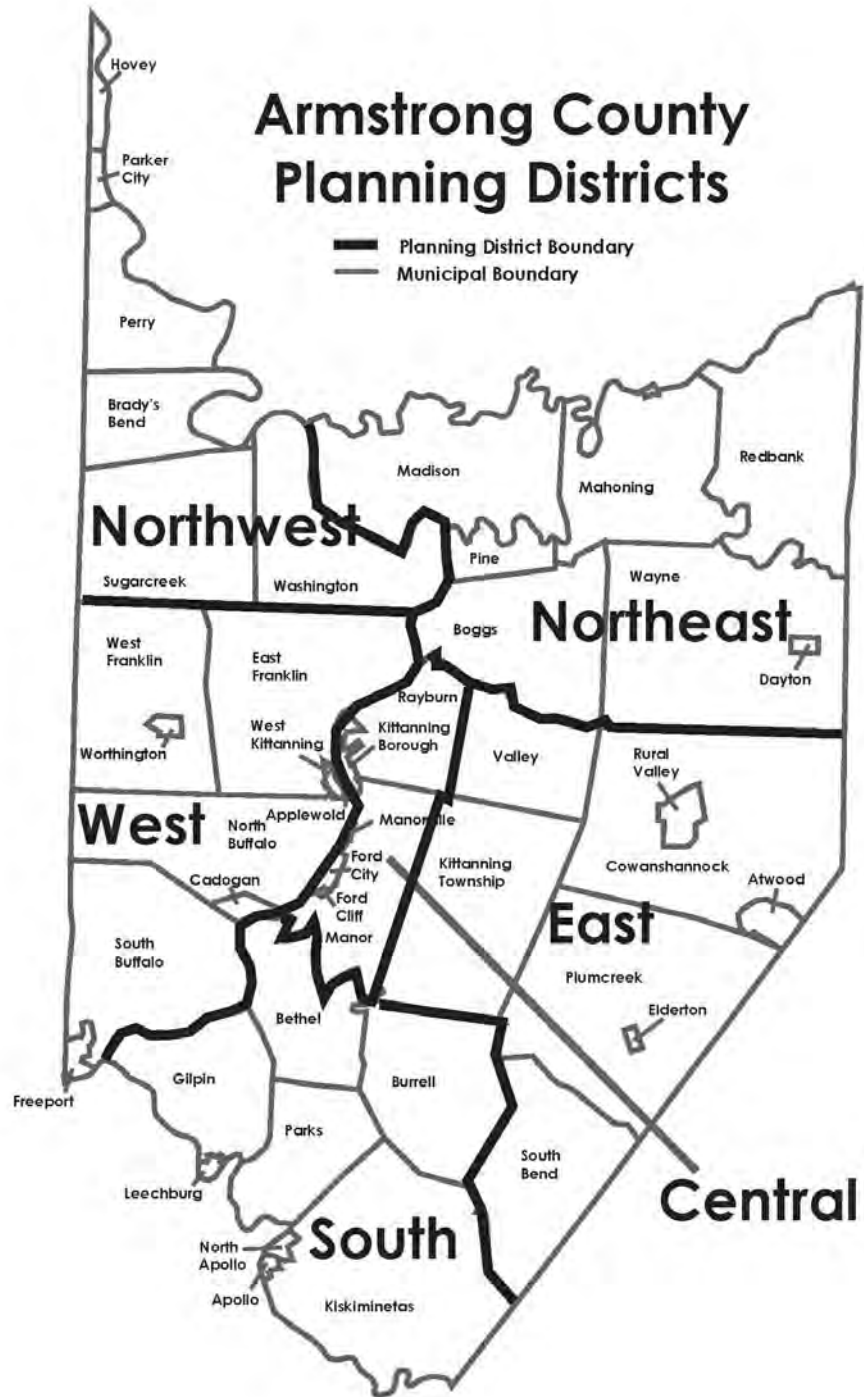 Hovey
Armstrong County
Planning Districts
Parker
City
Planning District Boundary
Municipal Boundary
Perry
Brady's
Bend
Madison
Redbank
Mahoning
Northwest
Pine
Sugarcreek
Washington
Wayne
Northeast
Boggs
West
Franklin
East
Franklin
Dayton
Rayburn
West
Kittanning
Kittanning
Borough
Worthington
Valley
Rural
Valley
West
North
Buffalo
Applewold
Manorville
Ford
City
Kittanning
Township
Cowanshannock
Cadogan
Ford
Cliff
Atwood
East
Manor
South
Buffalo
Plumcreek
Elderton
Bethel
Gilpin
Burrell
Freeport
Parks
South
Bend
Leechburg
Central
South
North
Apollo
Apollo
Kiskiminetas